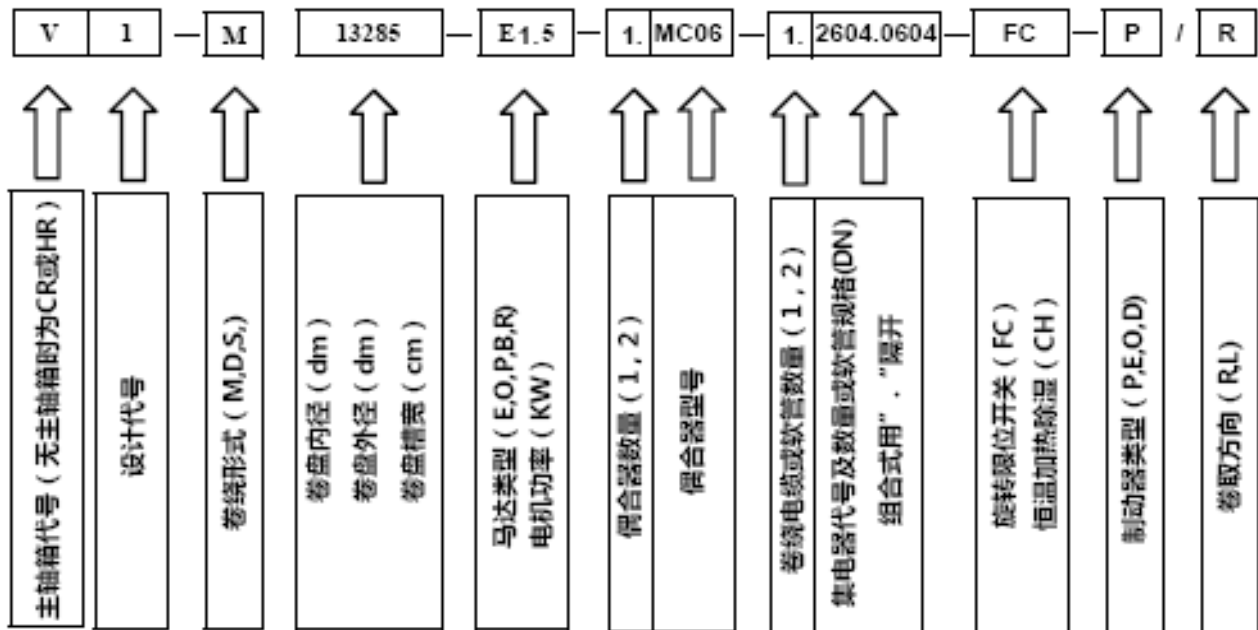 V 1 — M 13285 — E1.5 — 1. MC06 — 1. 2604.0604 — FC — P / R
主轴箱代号（无主轴箱时为CR或HR）
设计代号
卷绕形式（M,D,S,）
卷盘内径（dm）
卷盘外径（dm）
卷盘槽宽（cm）
马达类型（E,O,P,B,R)
电机功率（KW）
偶合器数量（1，2）
偶合器型号
卷绕电缆或软管数量（1，2）
集电器代号及数量或软管规格(DN)
组合式用”．“隔开
旋转限位开关（FC）
恒温加热除湿（CH）
制动器类型（P,E,O,D)
卷取方向（R,L）